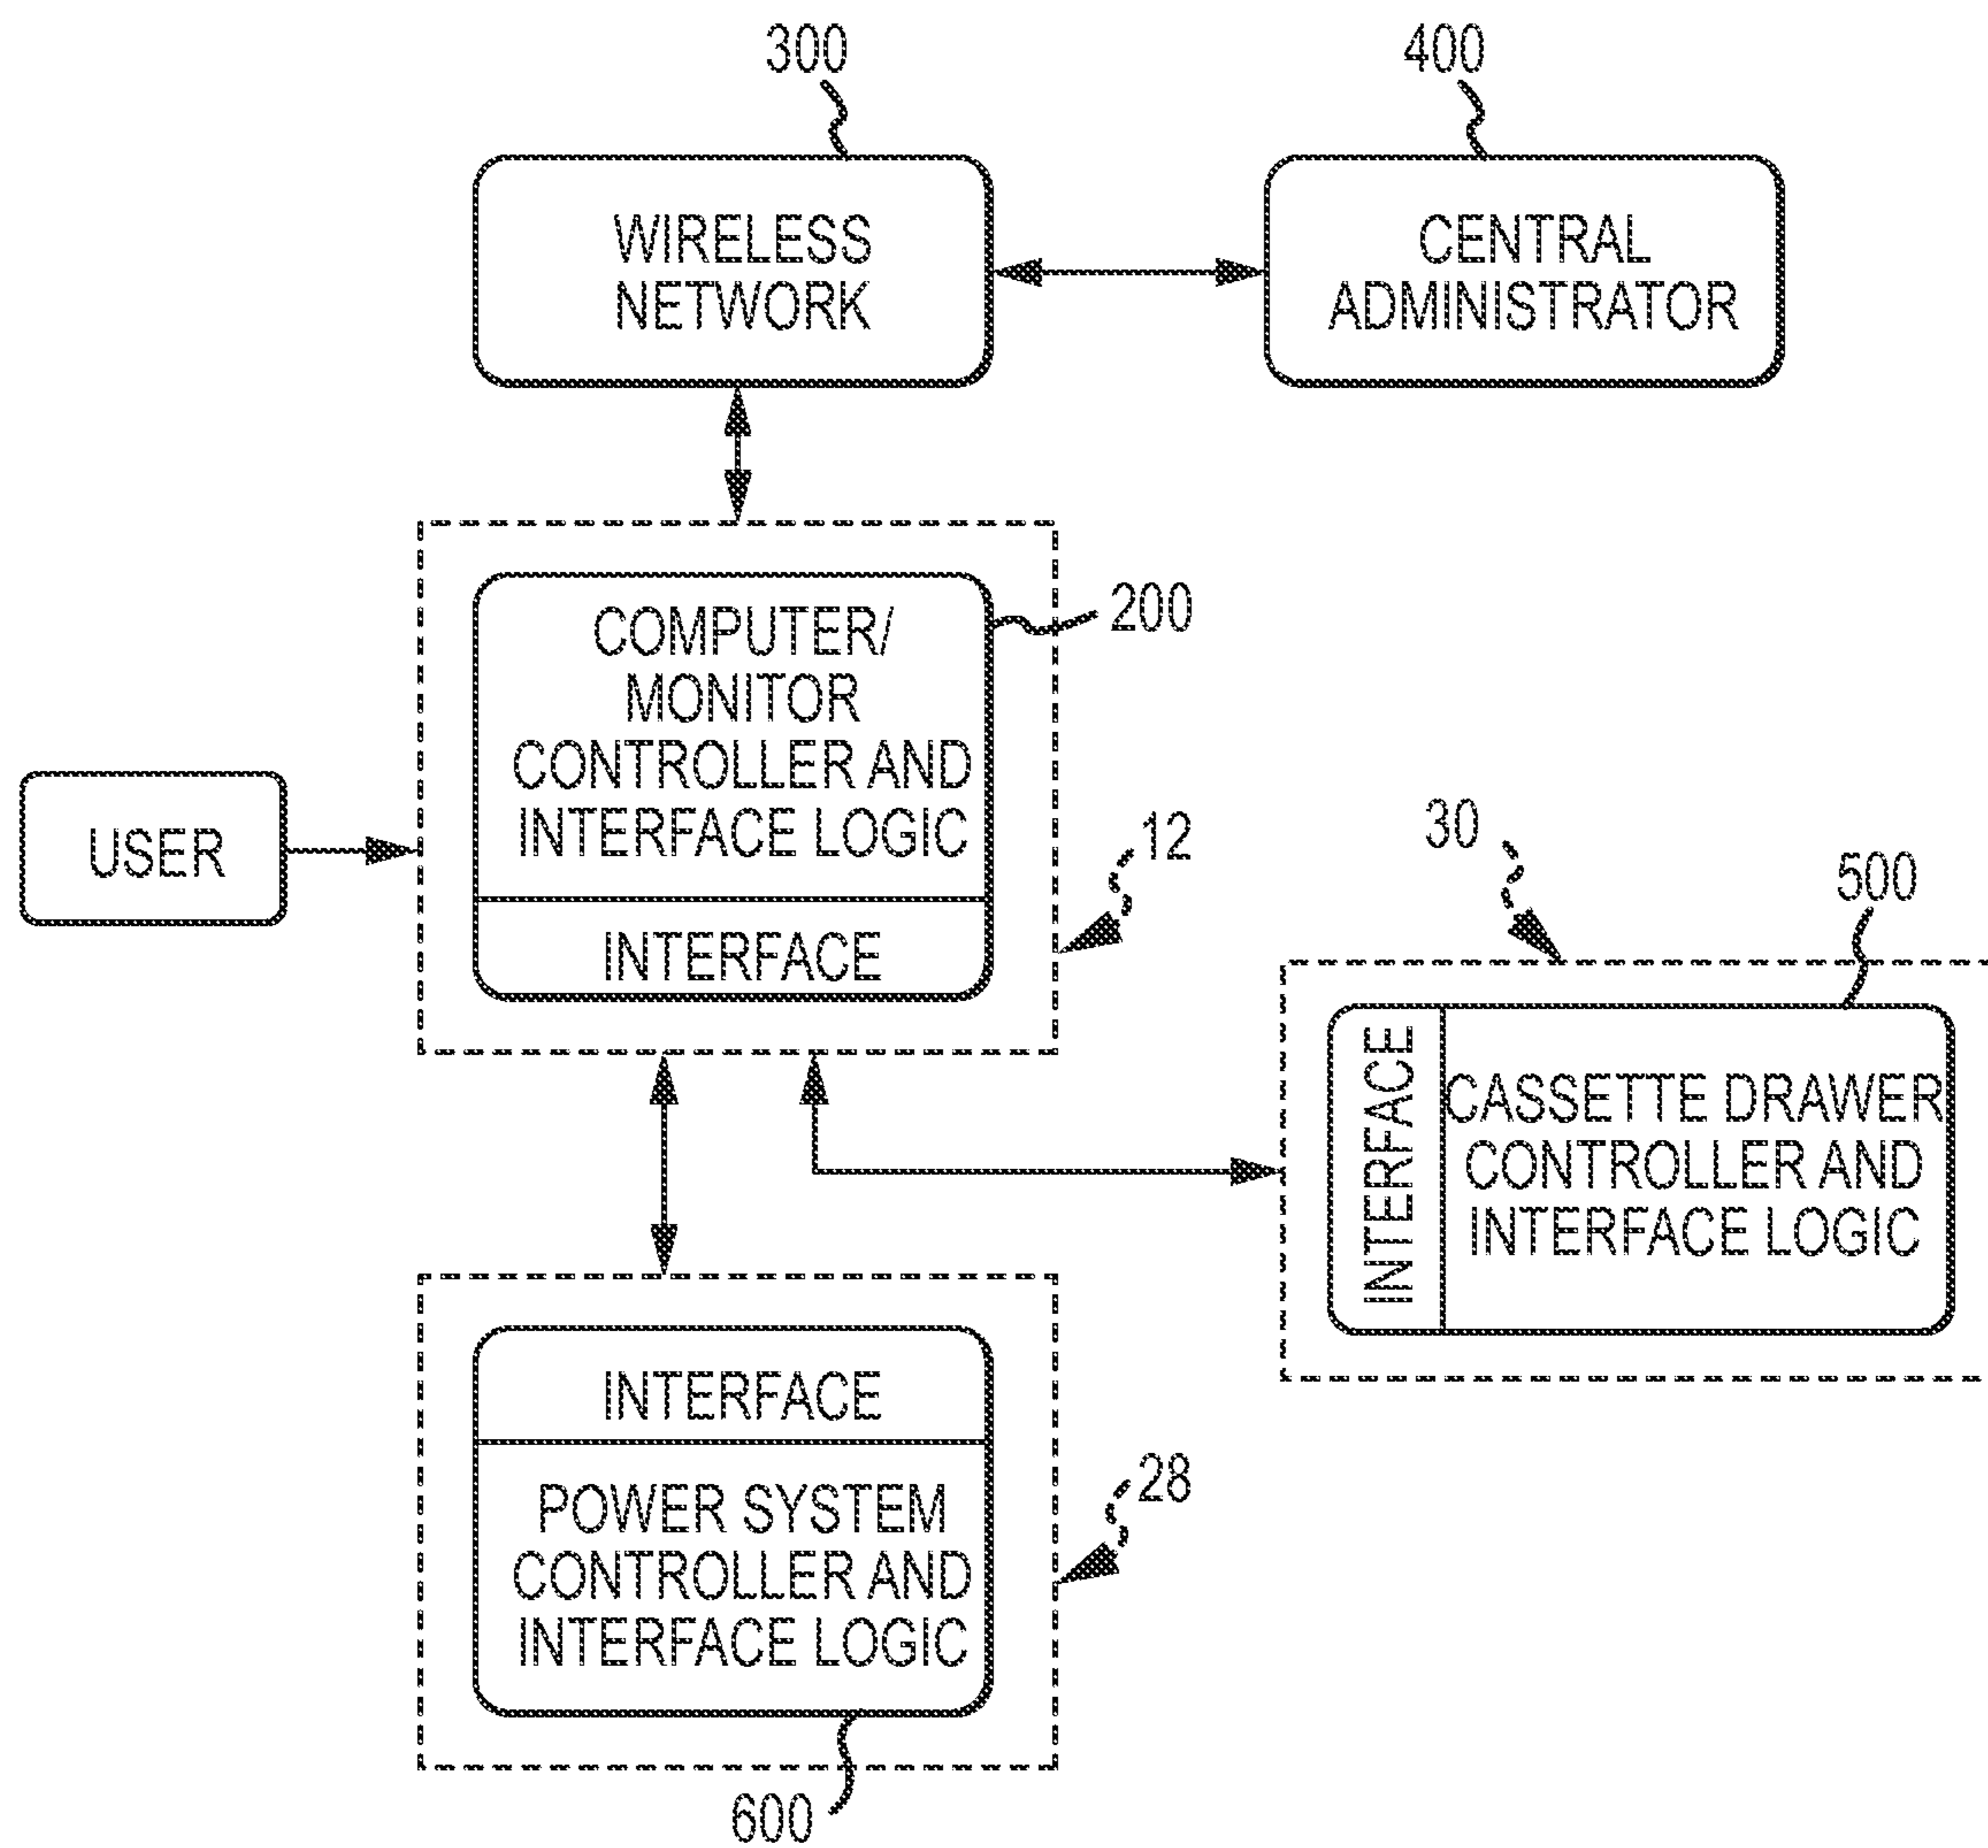 300
400
WIRELESS
NETWORK
CENTRAL
ADMINISTRATOR
COMPUTER/
MONITOR
CONTROLLER AND
INTERFACE LOGIC
INTERFACE
200
USER
12
30
500
INTERFACE
CASSETTE DRAWER
CONTROLLER AND
INTERFACE LOGIC
INTERFACE
POWER SYSTEM
CONTROLLER AND
INTERFACE LOGIC
28
600